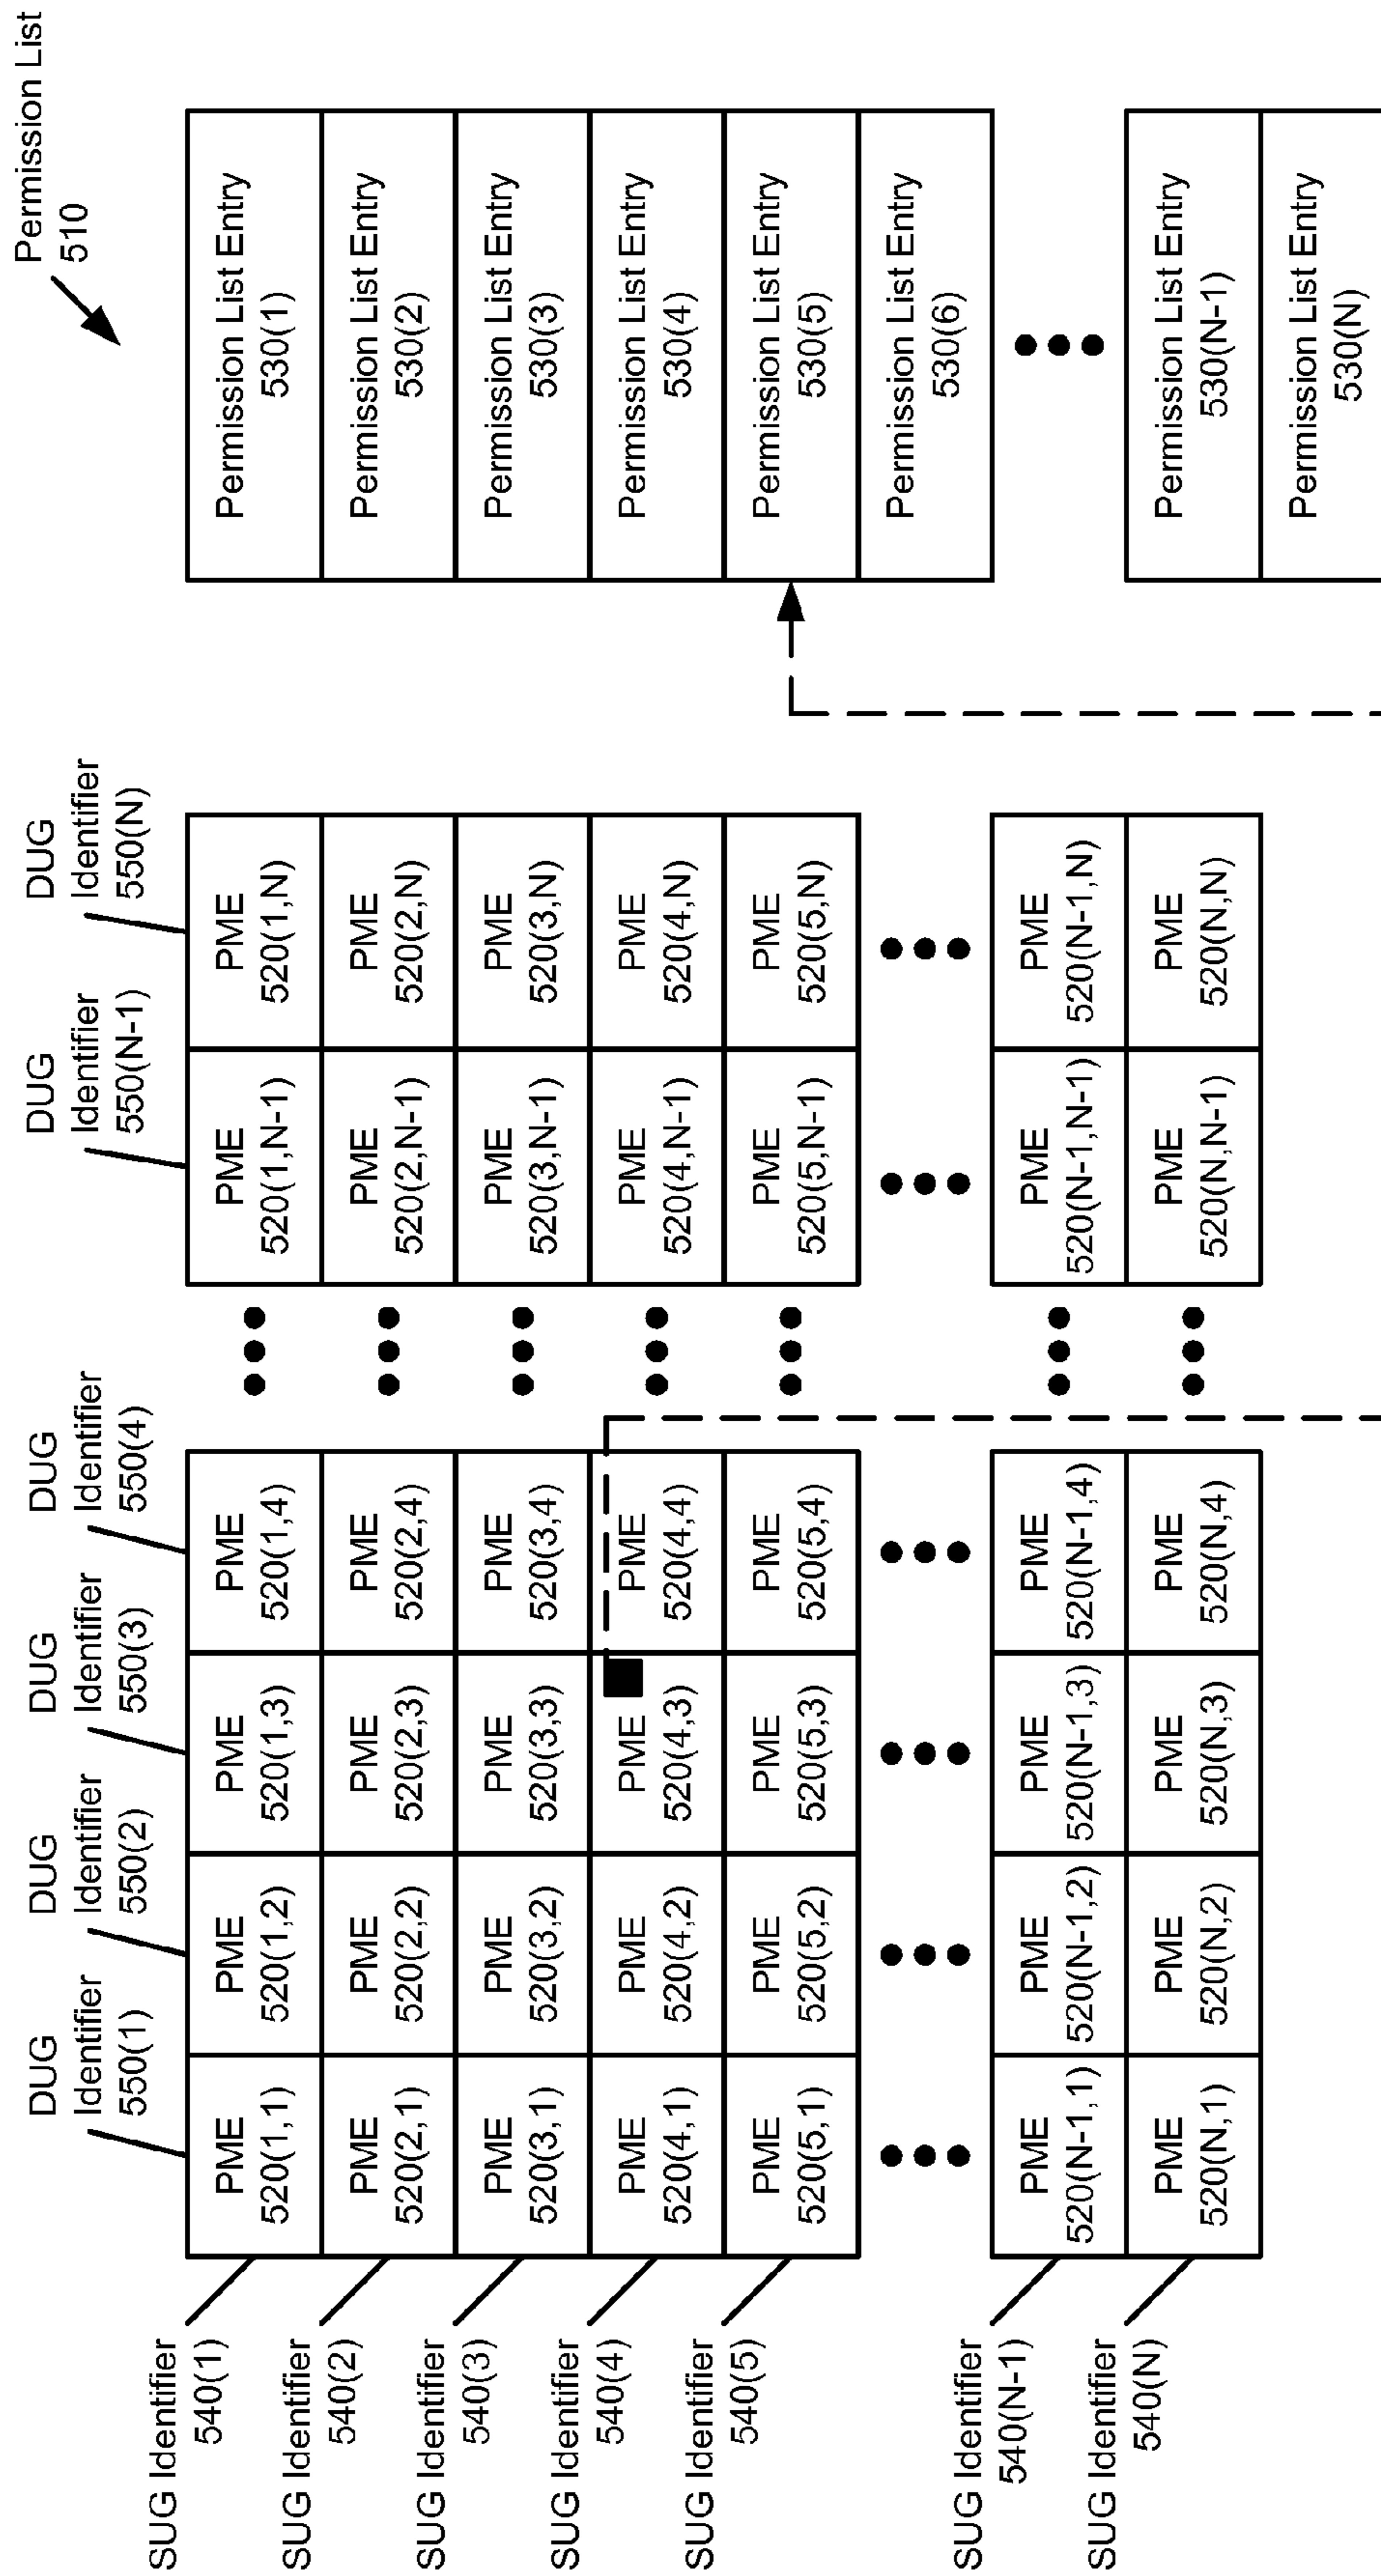 Permission List
510
DUG
Identifier
550(1)
DUG
Identifier
550(2)
DUG
Identifier
550(3)
DUG
Identifier
550(4)
DUG
Identifier
550(N-1)
DUG
Identifier
550(N)
SUG Identifier
540(1)
PME
520(1,1)
PME
520(1,2)
PME
520(1,3)
PME
520(1,4)
PME
520(1,N-1)
PME
520(1,N)
SUG Identifier
540(2)
PME
520(2,1)
PME
520(2,2)
PME
520(2,3)
PME
520(2,4)
PME
520(2,N-1)
PME
520(2,N)
SUG Identifier
540(3)
PME
520(3,1)
PME
520(3,2)
PME
520(3,3)
PME
520(3,4)
PME
520(3,N-1)
PME
520(3,N)
SUG Identifier
540(4)
PME
520(4,1)
PME
520(4,2)
PME
520(4,3)
PME
520(4,4)
PME
520(4,N-1)
PME
520(4,N)
SUG Identifier
540(5)
PME
520(5,1)
PME
520(5,2)
PME
520(5,3)
PME
520(5,4)
PME
520(5,N-1)
PME
520(5,N)
SUG Identifier
540(N-1)
PME
520(N-1,1)
PME
520(N-1,2)
PME
520(N-1,3)
PME
520(N-1,4)
PME
520(N-1,N-1)
PME
520(N-1,N)
SUG Identifier
540(N)
PME
520(N,1)
PME
520(N,2)
PME
520(N,3)
PME
520(N,4)
PME
520(N,N-1)
PME
520(N,N)
Permission List Entry
530(1)
Permission List Entry
530(2)
Permission List Entry
530(3)
Permission List Entry
530(4)
Permission List Entry
530(5)
Permission List Entry
530(6)
Permission List Entry
530(N-1)
Permission List Entry
530(N)